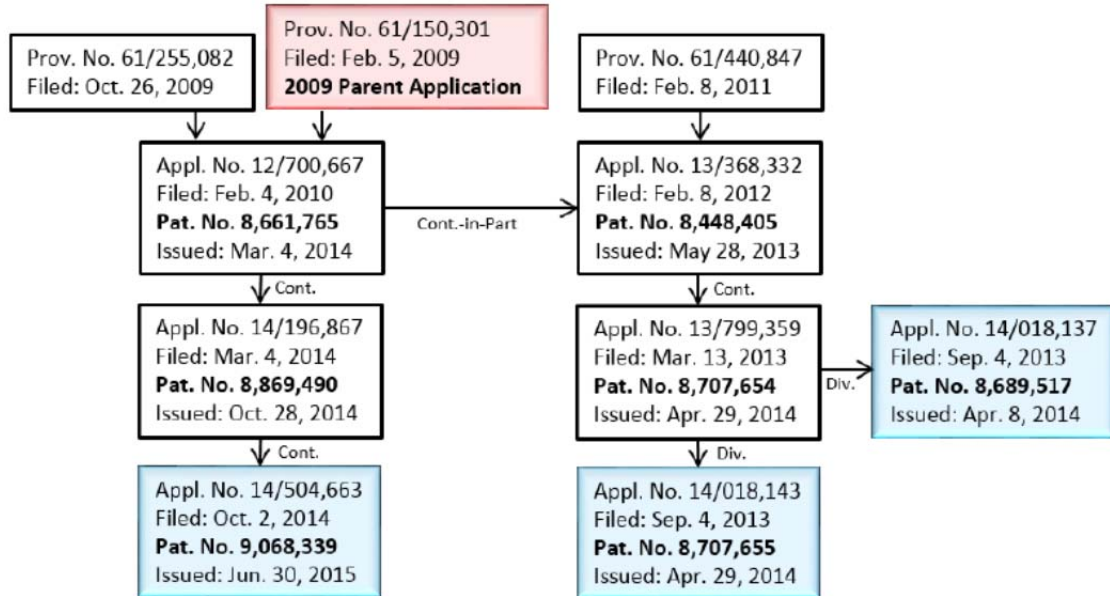 Prov. No. 61/255,082
Filed: Oct. 26, 2009
Prov. No. 61/150,301
Filed: Feb. 5, 2009
2009 Parent Application
Prov. No. 61/440,847
Filed: Feb. 8, 2011
Appl. No. 12/700,667
Filed: Feb. 4, 2010
Pat. No. 8,661,765
Issued: Mar. 4, 2014
Cont.-in-Part
Appl. No. 13/368,332
Filed: Feb. 8, 2012
Pat. No. 8,448,405
Issued: May 28, 2013
Cont.
Cont.
Appl. No. 14/196,867
Filed: Mar. 4, 2014
Pat. No. 8,869,490
Issued: Oct. 28, 2014
Appl. No. 13/799,359
Filed: Mar. 13, 2013
Pat. No. 8,707,654
Issued: Apr. 29, 2014
Div.
Appl. No. 14/018,137
Filed: Sep. 4, 2013
Pat. No. 8,689,517
Issued: Apr. 8, 2014
Cont.
Div.
Appl. No. 14/504,663
Filed: Oct. 2, 2014
Pat. No. 9,068,339
Issued: Jun. 30, 2015
Appl. No. 14/018,143
Filed: Sep. 4, 2013
Pat. No. 8,707,655
Issued: Apr. 29, 2014